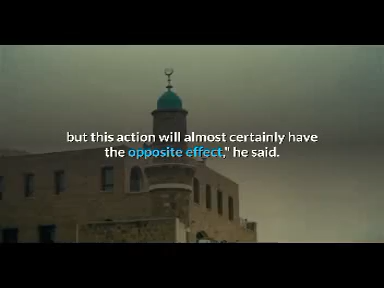 but this action will almost certainly have
the opposite effect," he said.